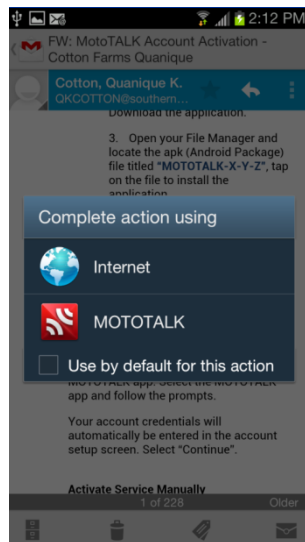 2:12 PM
FW: MotoTALK Account Activation -
Cotton Farms Quanique
Cotton, Quanique K.
QKCOTTON@southern...
Download the application.
3. Open your File Manager and
locate the apk (Android Package)
file titled “MOTOTALK-X-Y-Z”, tap
on the file to install the
application
Complete action using
Internet
MOTOTALK
Use by default for this action
MOTOTALK app. Select the MOTOTALK
app and follow the prompts.
Your account credentials will
automatically be entered in the account
setup screen. Select “Continue”.
Activate Service Manually
1 of 228
Older